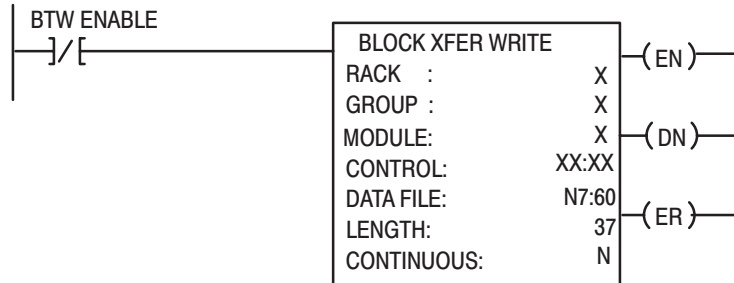 BTW ENABLE
BLOCK XFER WRITE
RACK : X
GROUP : X
MODULE: X
CONTROL: XX:XX
DATA FILE: N7:60
LENGTH: 37
CONTINUOUS: N
EN
DN
ER